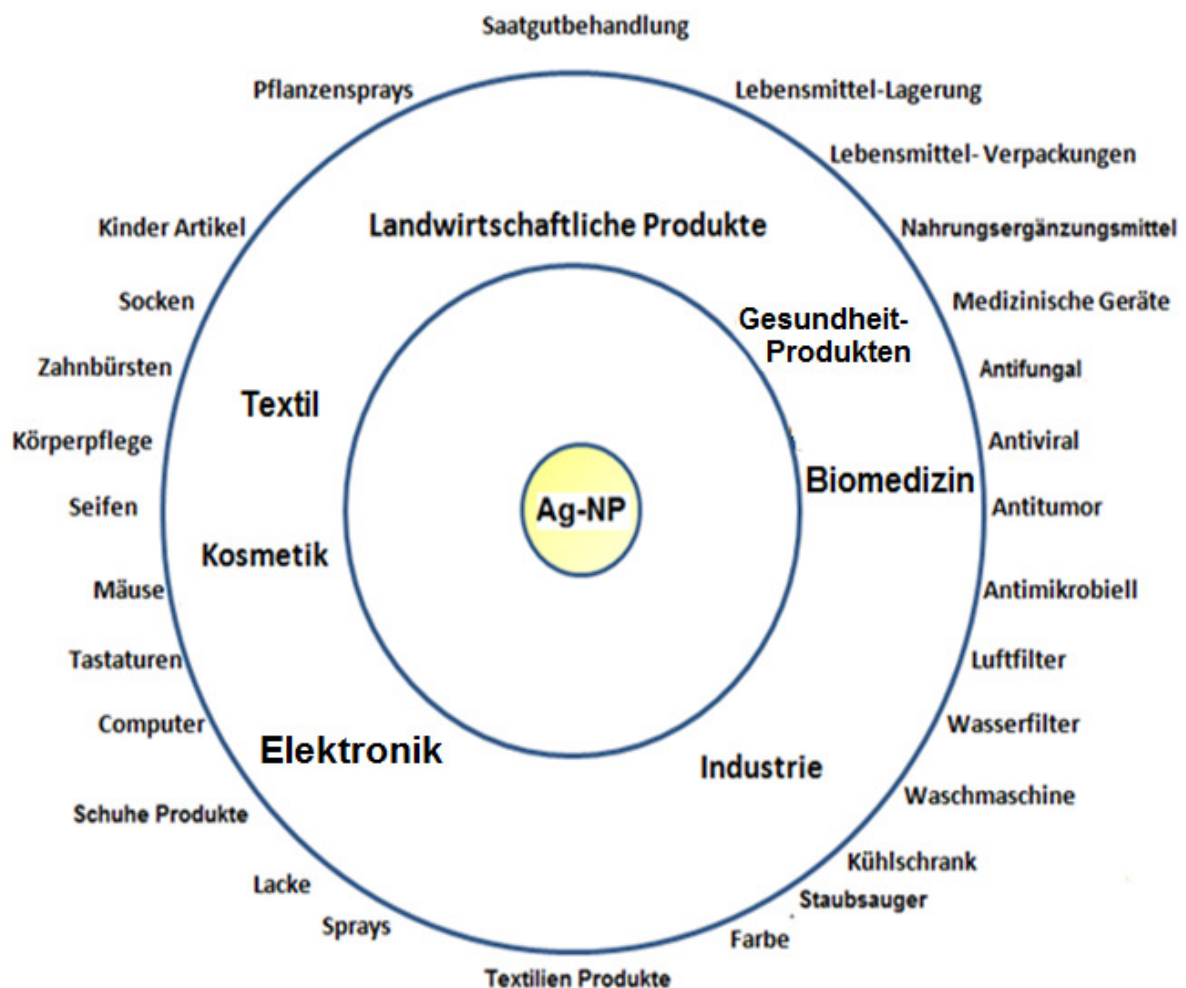 Saatgutbehandlung
Pflanzensprays
Lebensmittel-Lagerung
Lebensmittel- Verpackungen
Kinder Artikel
Landwirtschaftliche Produkte
Nahrungsergänzungsmittel
Socken
Gesundheit-
Produkten
Medizinische Geräte
Zahnbürsten
Textil
Antifungal
Körperpflege
Antiviral
Biomedizin
Seifen
Ag-NP
Antitumor
Kosmetik
Mäuse
Antimikrobiell
Tastaturen
Luftfilter
Computer
Elektronik
Industrie
Wasserfilter
Schuhe Produkte
Waschmaschine
Lacke
Kühlschrank
Sprays
Staubsauger
Farbe
Textilien Produkte